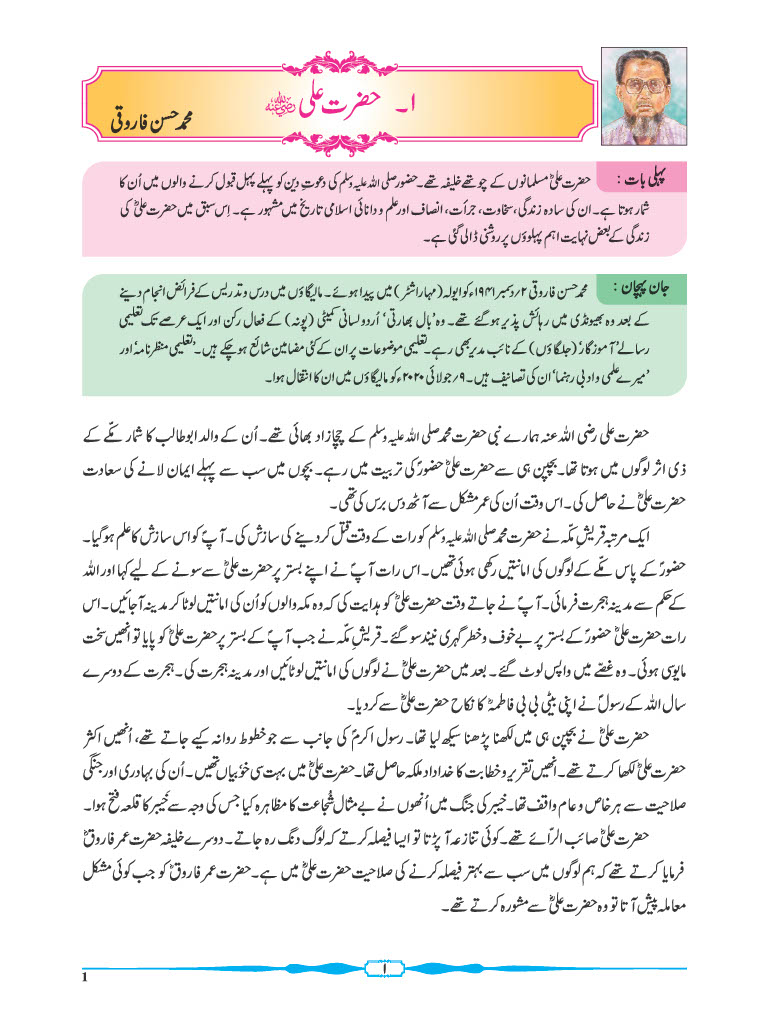 ۱۔ حضرت علی رضی اللہ عنہ
محمد حسن فاروقی
پہلی بات : حضرت علیؓ مسلمانوں کے چوتھے خلیفہ تھے۔ حضور صلی اللہ علیہ وسلم کی دعوتِ دین کو پہلے پہل قبول کرنے والوں میں اُن کا
شمار ہوتا ہے۔ ان کی سادہ زندگی، سخاوت، جرأت، انصاف اور علم و دانائی اسلامی تاریخ میں مشہور ہے۔ اِس سبق میں حضرت علیؓ کی
زندگی کے بعض نہایت اہم پہلوؤں پر روشنی ڈالی گئی ہے۔
جان پہچان : محمد حسن فاروقی ۲؍دسمبر ۱۹۴۱ء کو ایولہ (مہاراشٹر) میں پیدا ہوئے۔ مالیگاؤں میں درس و تدریس کے فرائض انجام دینے
کے بعد وہ بھیونڈی میں رہائش پذیر ہو گئے تھے۔ وہ 'بال بھارتی' اُردو لسانی کمیٹی (پونہ) کے فعال رکن اور ایک عرصے تک تعلیمی
رسالے 'آموزگار' (جلگاؤں) کے نائب مدیر بھی رہے۔ تعلیمی موضوعات پر ان کے کئی مضامین شائع ہو چکے ہیں۔ 'تعلیمی منظرنامہ' اور
'میرے علمی و ادبی رہنما' ان کی تصانیف ہیں۔ ۹؍جولائی ۲۰۲۰ء کو مالیگاؤں میں ان کا انتقال ہوا۔
حضرت علی رضی اللہ عنہ ہمارے نبی حضرت محمد صلی اللہ علیہ وسلم کے چچازاد بھائی تھے۔ اُن کے والد ابوطالب کا شمار مکّے کے
ذی اثر لوگوں میں ہوتا تھا۔ بچپن ہی سے حضرت علیؓ حضورؐ کی تربیت میں رہے۔ بچوں میں سب سے پہلے ایمان لانے کی سعادت
حضرت علیؓ نے حاصل کی۔ اس وقت اُن کی عمر مشکل سے آٹھ دس برس کی تھی۔
ایک مرتبہ قریشِ مکّہ نے حضرت محمد صلی اللہ علیہ وسلم کو رات کے وقت قتل کر دینے کی سازش کی۔ آپؐ کو اس سازش کا علم ہو گیا۔
حضورؐ کے پاس مکّے کے لوگوں کی امانتیں رکھی ہوئی تھیں۔ اس رات آپؐ نے اپنے بستر پر حضرت علیؓ سے سونے کے لیے کہا اور اللہ
کے حکم سے مدینہ ہجرت فرمائی۔ آپؐ نے جاتے وقت حضرت علیؓ کو ہدایت کی کہ وہ مکہ والوں کو اُن کی امانتیں لوٹا کر مدینہ آ جائیں۔ اس
رات حضرت علیؓ حضورؐ کے بستر پر بے خوف و خطر گہری نیند سو گئے۔ قریشِ مکّہ نے جب آپؐ کے بستر پر حضرت علیؓ کو پایا تو انھیں سخت
مایوسی ہوئی۔ وہ غصّے میں واپس لوٹ گئے۔ بعد میں حضرت علیؓ نے لوگوں کی امانتیں لوٹائیں اور مدینہ ہجرت کی۔ ہجرت کے دوسرے
سال اللہ کے رسولؐ نے اپنی بیٹی بی بی فاطمہؓ کا نکاح حضرت علیؓ سے کر دیا۔
حضرت علیؓ نے بچپن ہی میں لکھنا پڑھنا سیکھ لیا تھا۔ رسول اکرمؐ کی جانب سے جو خطوط روانہ کیے جاتے تھے، اُنھیں اکثر
حضرت علیؓ لکھا کرتے تھے۔ انھیں تقریر و خطابت کا خداداد ملکہ حاصل تھا۔ حضرت علیؓ میں بہت سی خوبیاں تھیں۔ اُن کی بہادری اور جنگی
صلاحیت سے ہر خاص و عام واقف تھا۔ خیبر کی جنگ میں اُنھوں نے بے مثال شُجاعت کا مظاہرہ کیا جس کی وجہ سے خَیبر کا قلعہ فتح ہوا۔
حضرت علیؓ صائب الرّائے تھے۔ کوئی تنازعہ آ پڑتا تو ایسا فیصلہ کرتے کہ لوگ دنگ رہ جاتے۔ دوسرے خلیفہ حضرت عمر فاروقؓ
فرمایا کرتے تھے کہ ہم لوگوں میں سب سے بہتر فیصلہ کرنے کی صلاحیت حضرت علیؓ میں ہے۔ حضرت عمر فاروقؓ کو جب کوئی مشکل
معاملہ پیش آتا تو وہ حضرت علیؓ سے مشورہ کرتے تھے۔
۱
1